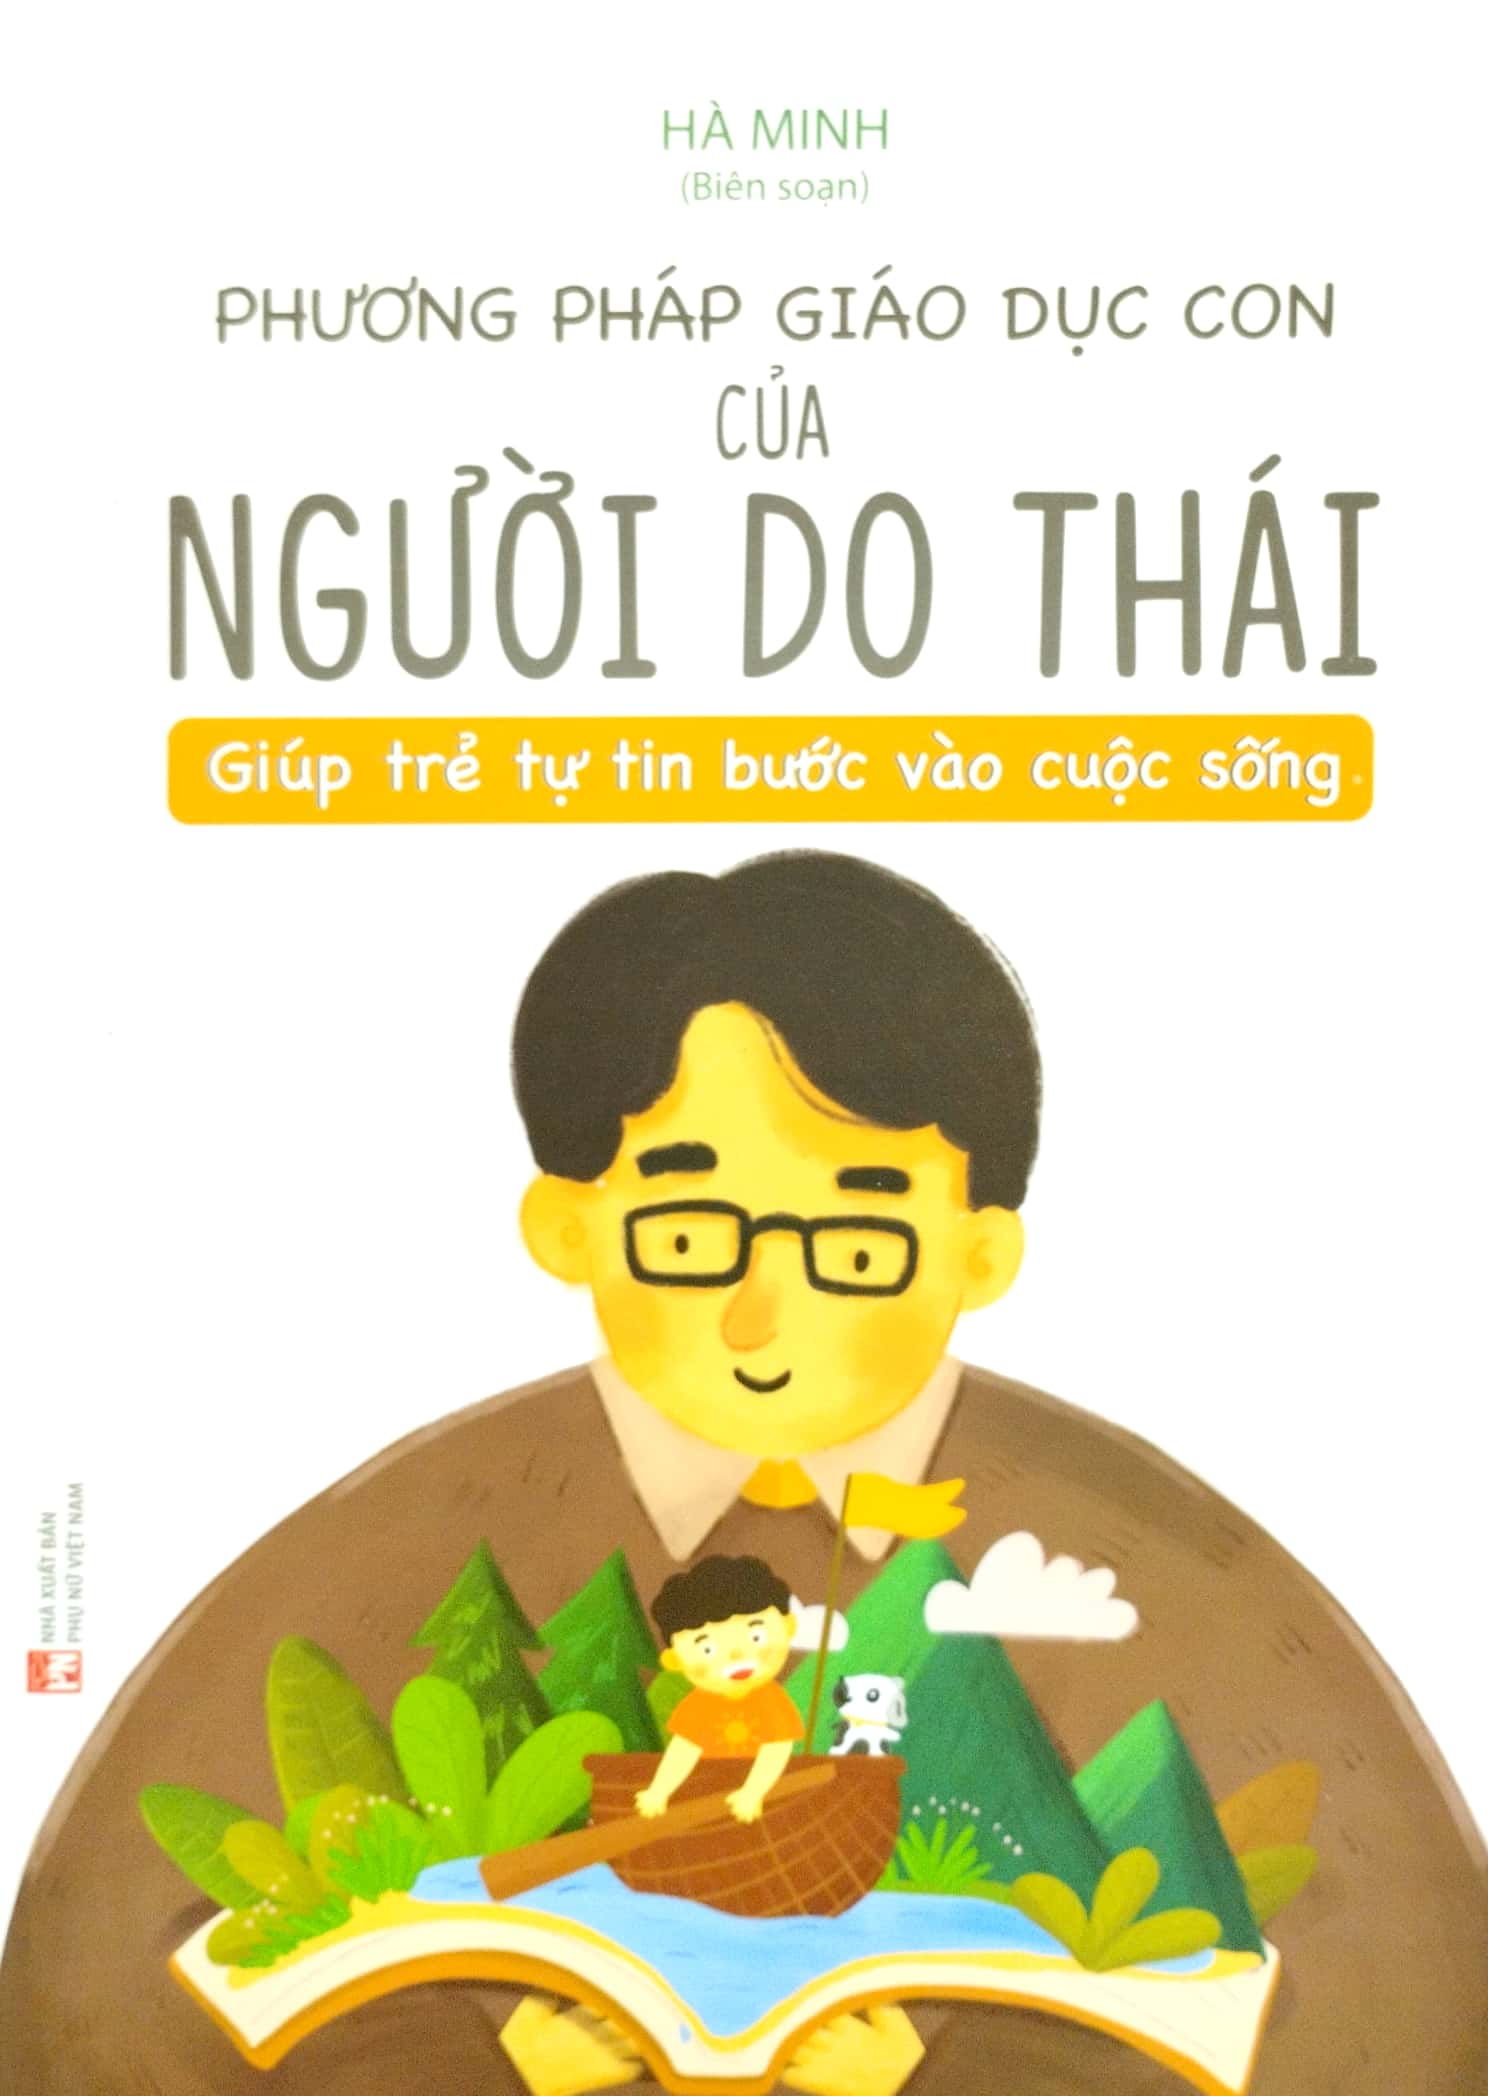 HÀ MINH
(Biên soạn)
PHƯƠNG PHÁP GIÁO DỤC CON
CỦA
NGƯỜI DO THÁI
Giúp trẻ tự tin bước vào cuộc sống
NHÀ XUẤT BẢN
PHỤ NỮ VIỆT NAM
PN